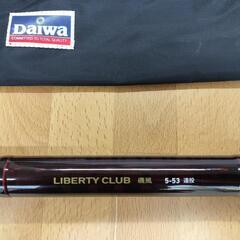 Daiwa
COMMITTED TO TOTAL QUALITY
LIBERTY CLUB 磯風 5-53 遠投